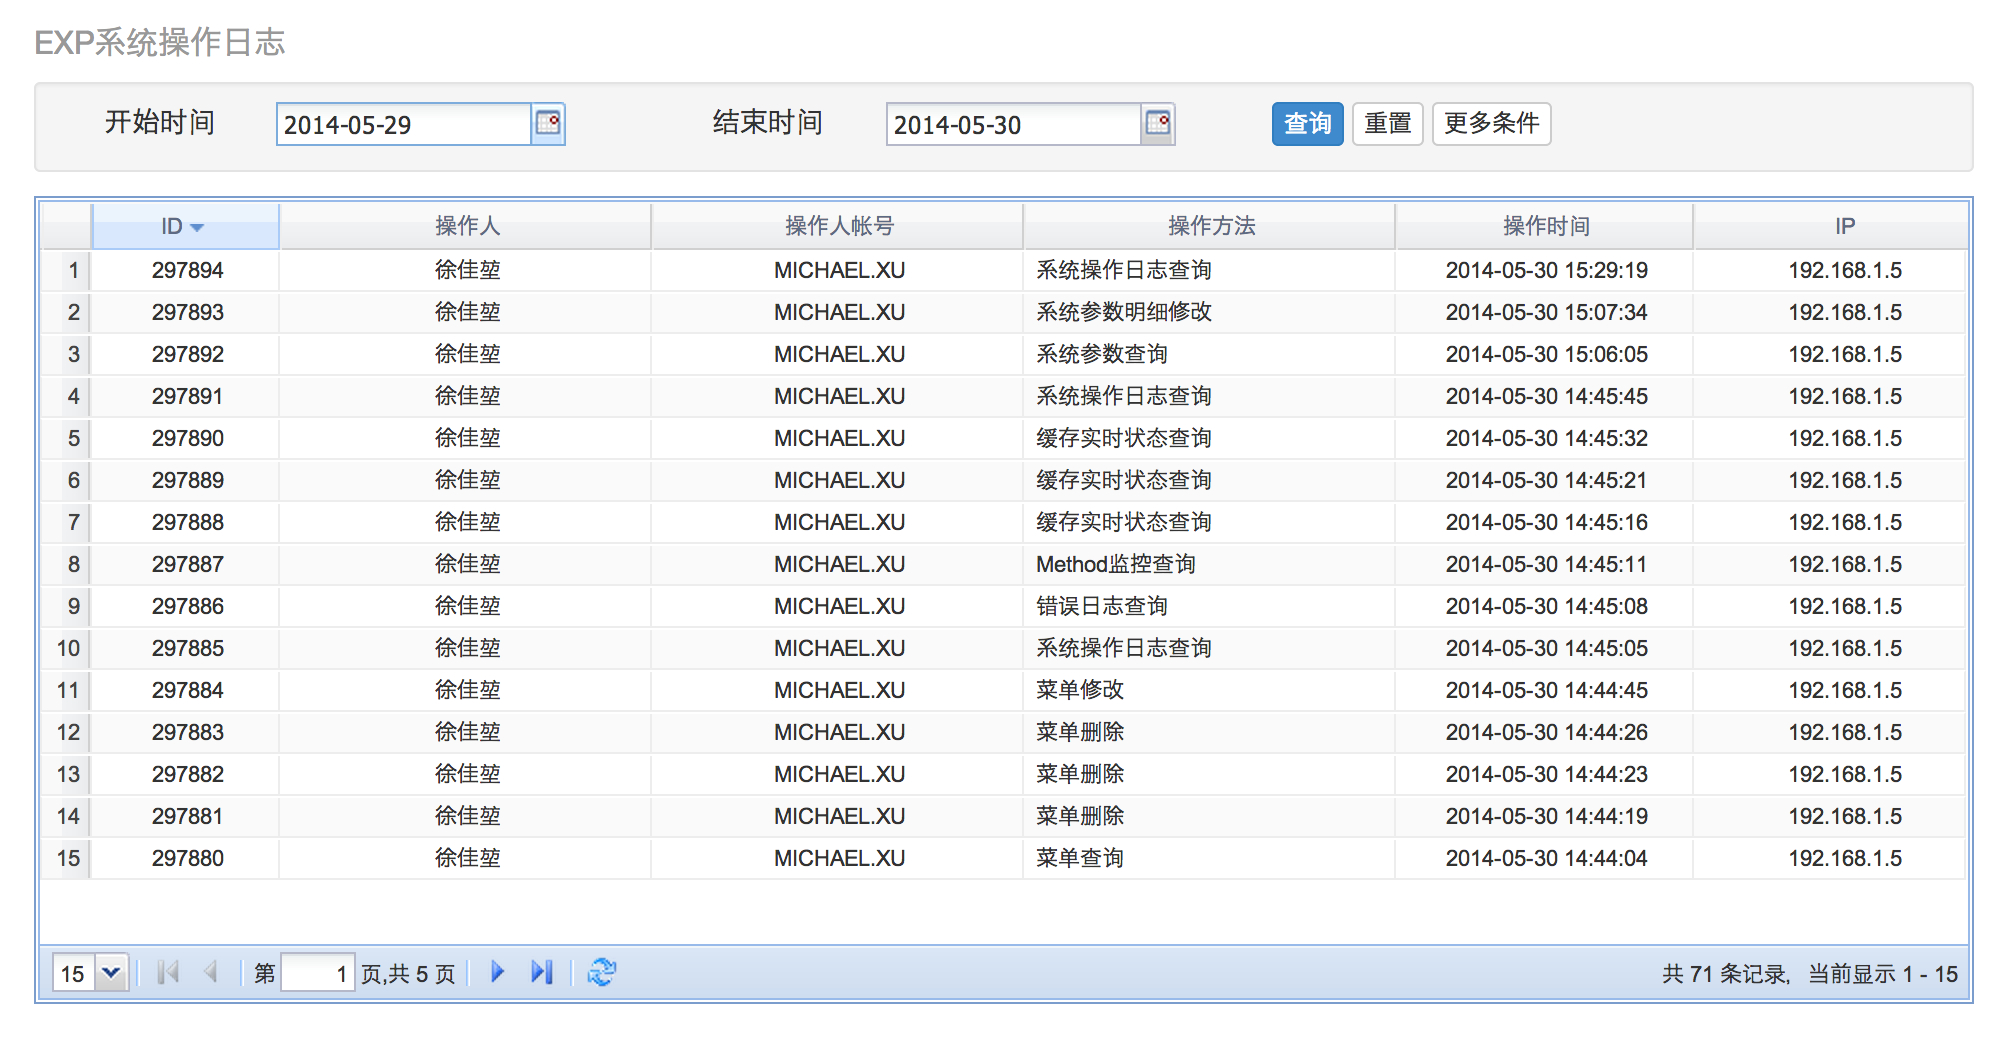 EXP系统操作日志
开始时间 2014-05-29 结束时间 2014-05-30 查询 重置 更多条件
ID 操作人 操作人帐号 操作方法 操作时间 IP
1 297894 徐佳堃 MICHAEL.XU 系统操作日志查询 2014-05-30 15:29:19 192.168.1.5
2 297893 徐佳堃 MICHAEL.XU 系统参数明细修改 2014-05-30 15:07:34 192.168.1.5
3 297892 徐佳堃 MICHAEL.XU 系统参数查询 2014-05-30 15:06:05 192.168.1.5
4 297891 徐佳堃 MICHAEL.XU 系统操作日志查询 2014-05-30 14:45:45 192.168.1.5
5 297890 徐佳堃 MICHAEL.XU 缓存实时状态查询 2014-05-30 14:45:32 192.168.1.5
6 297889 徐佳堃 MICHAEL.XU 缓存实时状态查询 2014-05-30 14:45:21 192.168.1.5
7 297888 徐佳堃 MICHAEL.XU 缓存实时状态查询 2014-05-30 14:45:16 192.168.1.5
8 297887 徐佳堃 MICHAEL.XU Method监控查询 2014-05-30 14:45:11 192.168.1.5
9 297886 徐佳堃 MICHAEL.XU 错误日志查询 2014-05-30 14:45:08 192.168.1.5
10 297885 徐佳堃 MICHAEL.XU 系统操作日志查询 2014-05-30 14:45:05 192.168.1.5
11 297884 徐佳堃 MICHAEL.XU 菜单修改 2014-05-30 14:44:45 192.168.1.5
12 297883 徐佳堃 MICHAEL.XU 菜单删除 2014-05-30 14:44:26 192.168.1.5
13 297882 徐佳堃 MICHAEL.XU 菜单删除 2014-05-30 14:44:23 192.168.1.5
14 297881 徐佳堃 MICHAEL.XU 菜单删除 2014-05-30 14:44:19 192.168.1.5
15 297880 徐佳堃 MICHAEL.XU 菜单查询 2014-05-30 14:44:04 192.168.1.5
15 第 1 页,共 5 页 共 71 条记录, 当前显示 1 - 15